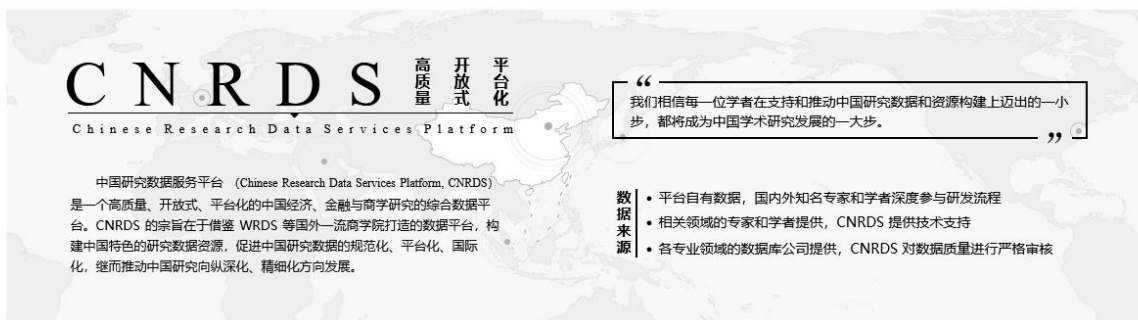 CNRDS
高质量
开放式
平台化
Chinese Research Data Services Platform
中国研究数据服务平台 （Chinese Research Data Services Platform, CNRDS）
是一个高质量、开放式、平台化的中国经济、金融与商学研究的综合数据平
台。CNRDS 的宗旨在于借鉴 WRDS 等国外一流商学院打造的数据平台，构
建中国特色的研究数据资源，促进中国研究数据的规范化、平台化、国际
化，继而推动中国研究向纵深化、精细化方向发展。
“
我们相信每一位学者在支持和推动中国研究数据和资源构建上迈出的一小
步，都将成为中国学术研究发展的一大步。
”
数据来源
• 平台自有数据，国内外知名专家和学者深度参与研发流程
• 相关领域的专家和学者提供，CNRDS 提供技术支持
• 各专业领域的数据库公司提供，CNRDS 对数据质量进行严格审核